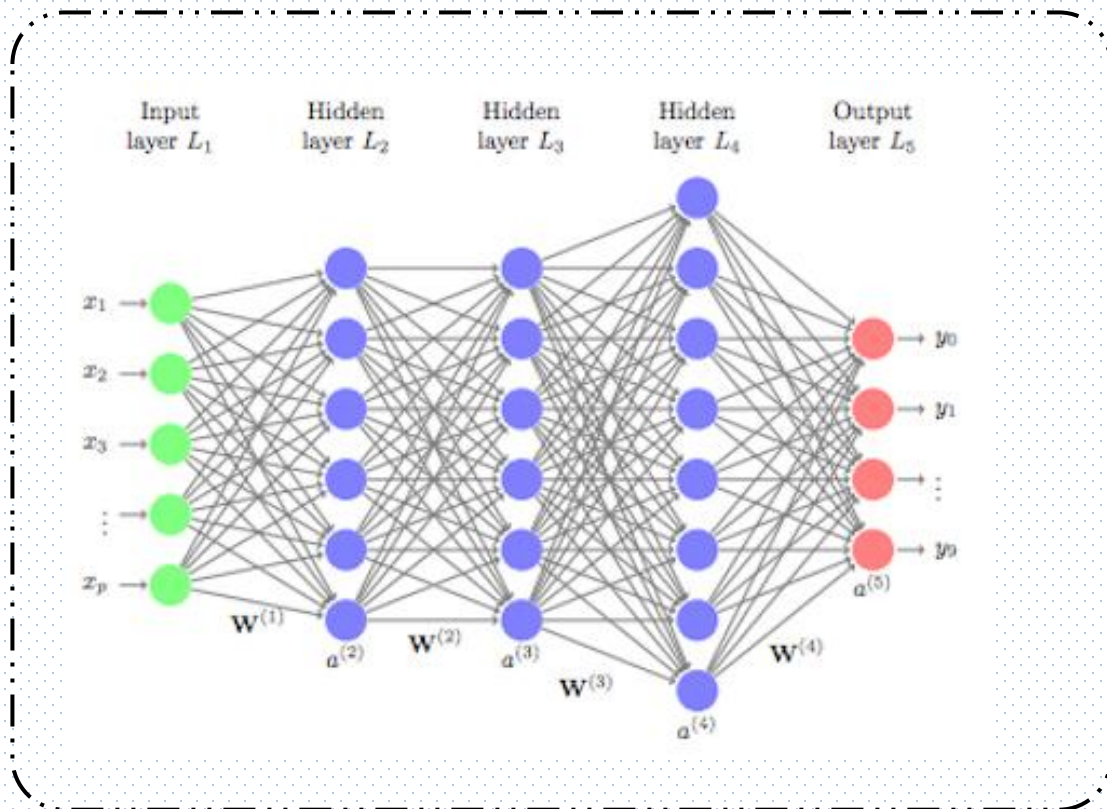 Input
layer L₁
Hidden
layer L₂
Hidden
layer L₃
Hidden
layer L₄
Output
layer L₅
x₁
x₂
x₃
⋮
xₚ
y₀
y₁
⋮
y₉
W⁽¹⁾
a⁽²⁾
W⁽²⁾
a⁽³⁾
W⁽³⁾
a⁽⁴⁾
W⁽⁴⁾
a⁽⁵⁾